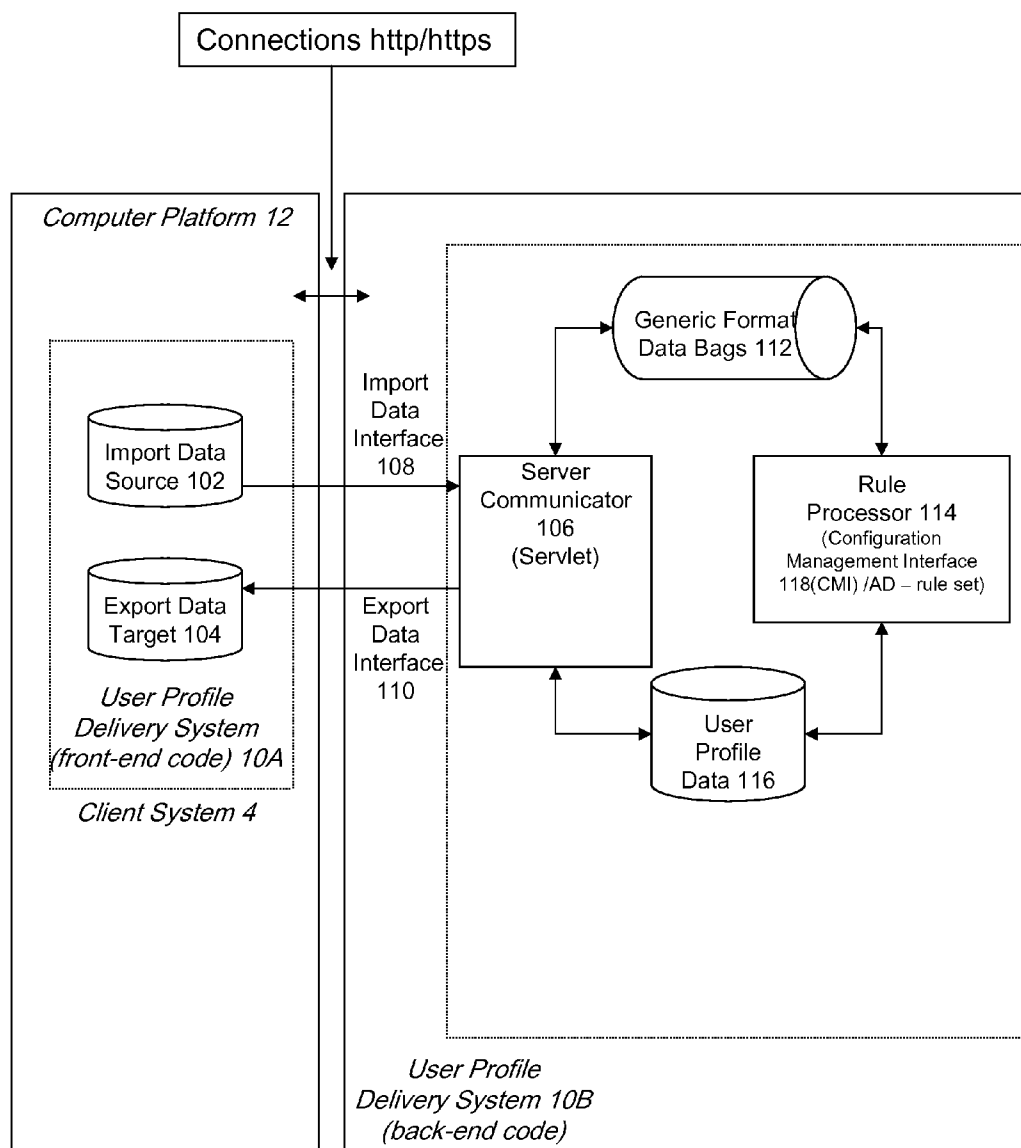 Connections http/https
Computer Platform 12
Import Data
Source 102
Export Data
Target 104
User Profile
Delivery System
(front-end code) 10A
Client System 4
Import
Data
Interface
108
Export
Data
Interface
110
Generic Format
Data Bags 112
Server
Communicator
106
(Servlet)
Rule
Processor 114
(Configuration
Management Interface
118(CMI) /AD – rule set)
User
Profile
Data 116
User Profile
Delivery System 10B
(back-end code)